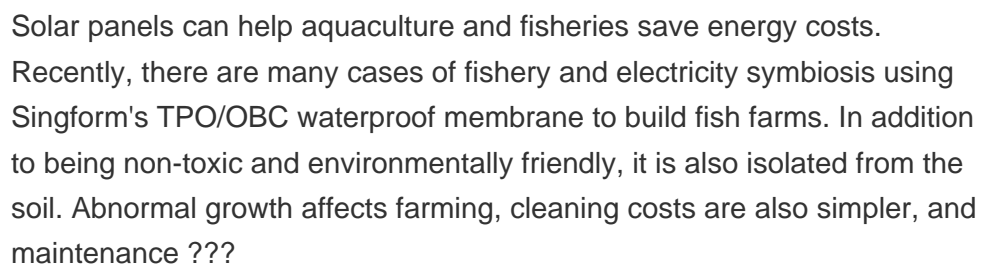 Solar panels can help aquaculture and fisheries save energy costs.
Recently, there are many cases of fishery and electricity symbiosis using
Singform's TPO/OBC waterproof membrane to build fish farms. In addition
to being non-toxic and environmentally friendly, it is also isolated from the
soil. Abnormal growth affects farming, cleaning costs are also simpler, and
maintenance ???